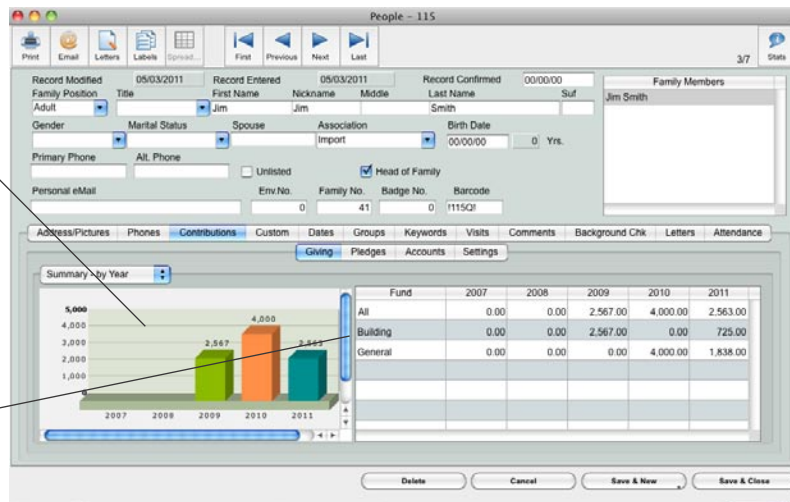 People - 115
Print Email Letters Labels Spread... First Previous Next Last 3/7 Stats
Record Modified 05/03/2011 Record Entered 05/03/2011 Record Confirmed 00/00/00 Family Members
Family Position Title First Name Nickname Middle Last Name Suf
Adult Jim Jim Smith Jim Smith
Gender Marital Status Spouse Association Birth Date
Import 00/00/00 0 Yrs.
Primary Phone Alt. Phone
Unlisted Head of Family
Personal eMail Env.No. Family No. Badge No. Barcode
0 41 0 !115Q!
Address/Pictures Phones Contributions Custom Dates Groups Keywords Visits Comments Background Chk Letters Attendance
Giving Pledges Accounts Settings
Summary - by Year
Fund 2007 2008 2009 2010 2011
All 0.00 0.00 2,567.00 4,000.00 2,563.00
Building 0.00 0.00 2,567.00 0.00 725.00
General 0.00 0.00 0.00 4,000.00 1,838.00
5,000
4,000
3,000
2,000
1,000
0
2,567 4,000 2,563
2007 2008 2009 2010 2011
Delete Cancel Save & New Save & Close